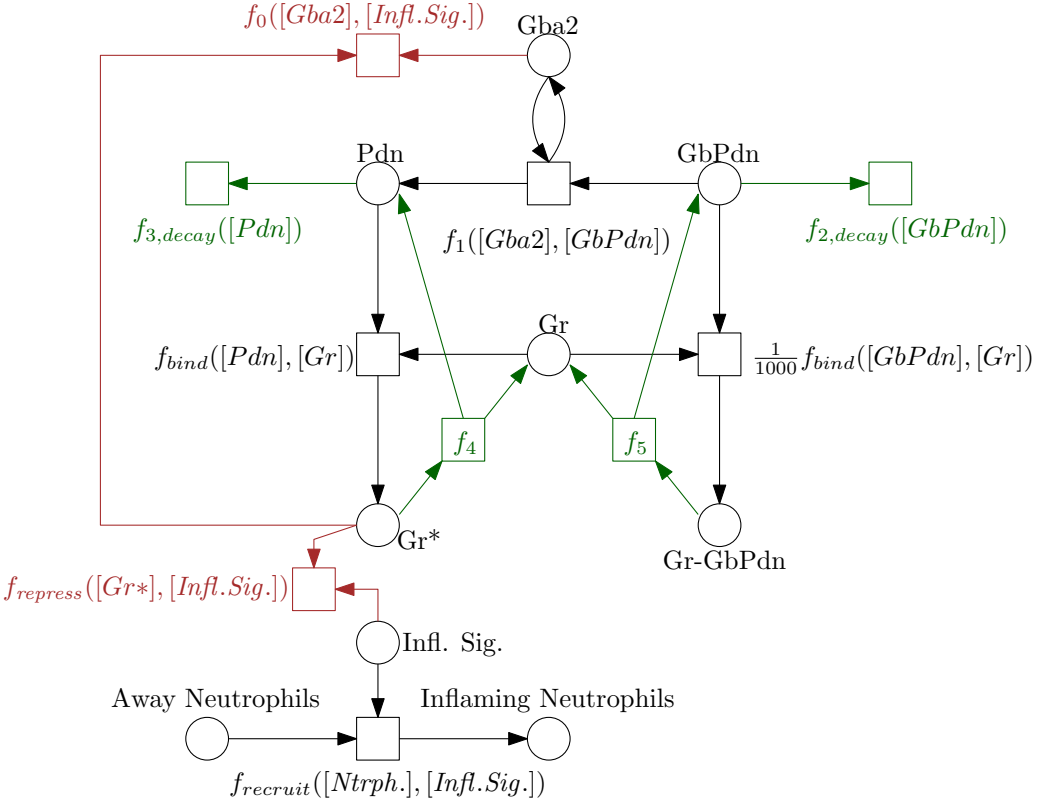 f0([Gba2],[Infl.Sig.])
Gba2
Pdn
GbPdn
f3,decay([Pdn])
f1([Gba2],[GbPdn])
f2,decay([GbPdn])
Gr
fbind([Pdn],[Gr])
1/1000 fbind([GbPdn],[Gr])
f4
f5
Gr*
Gr-GbPdn
frepress([Gr*],[Infl.Sig.])
Infl. Sig.
Away Neutrophils
Inflaming Neutrophils
frecruit([Ntrph.],[Infl.Sig.])